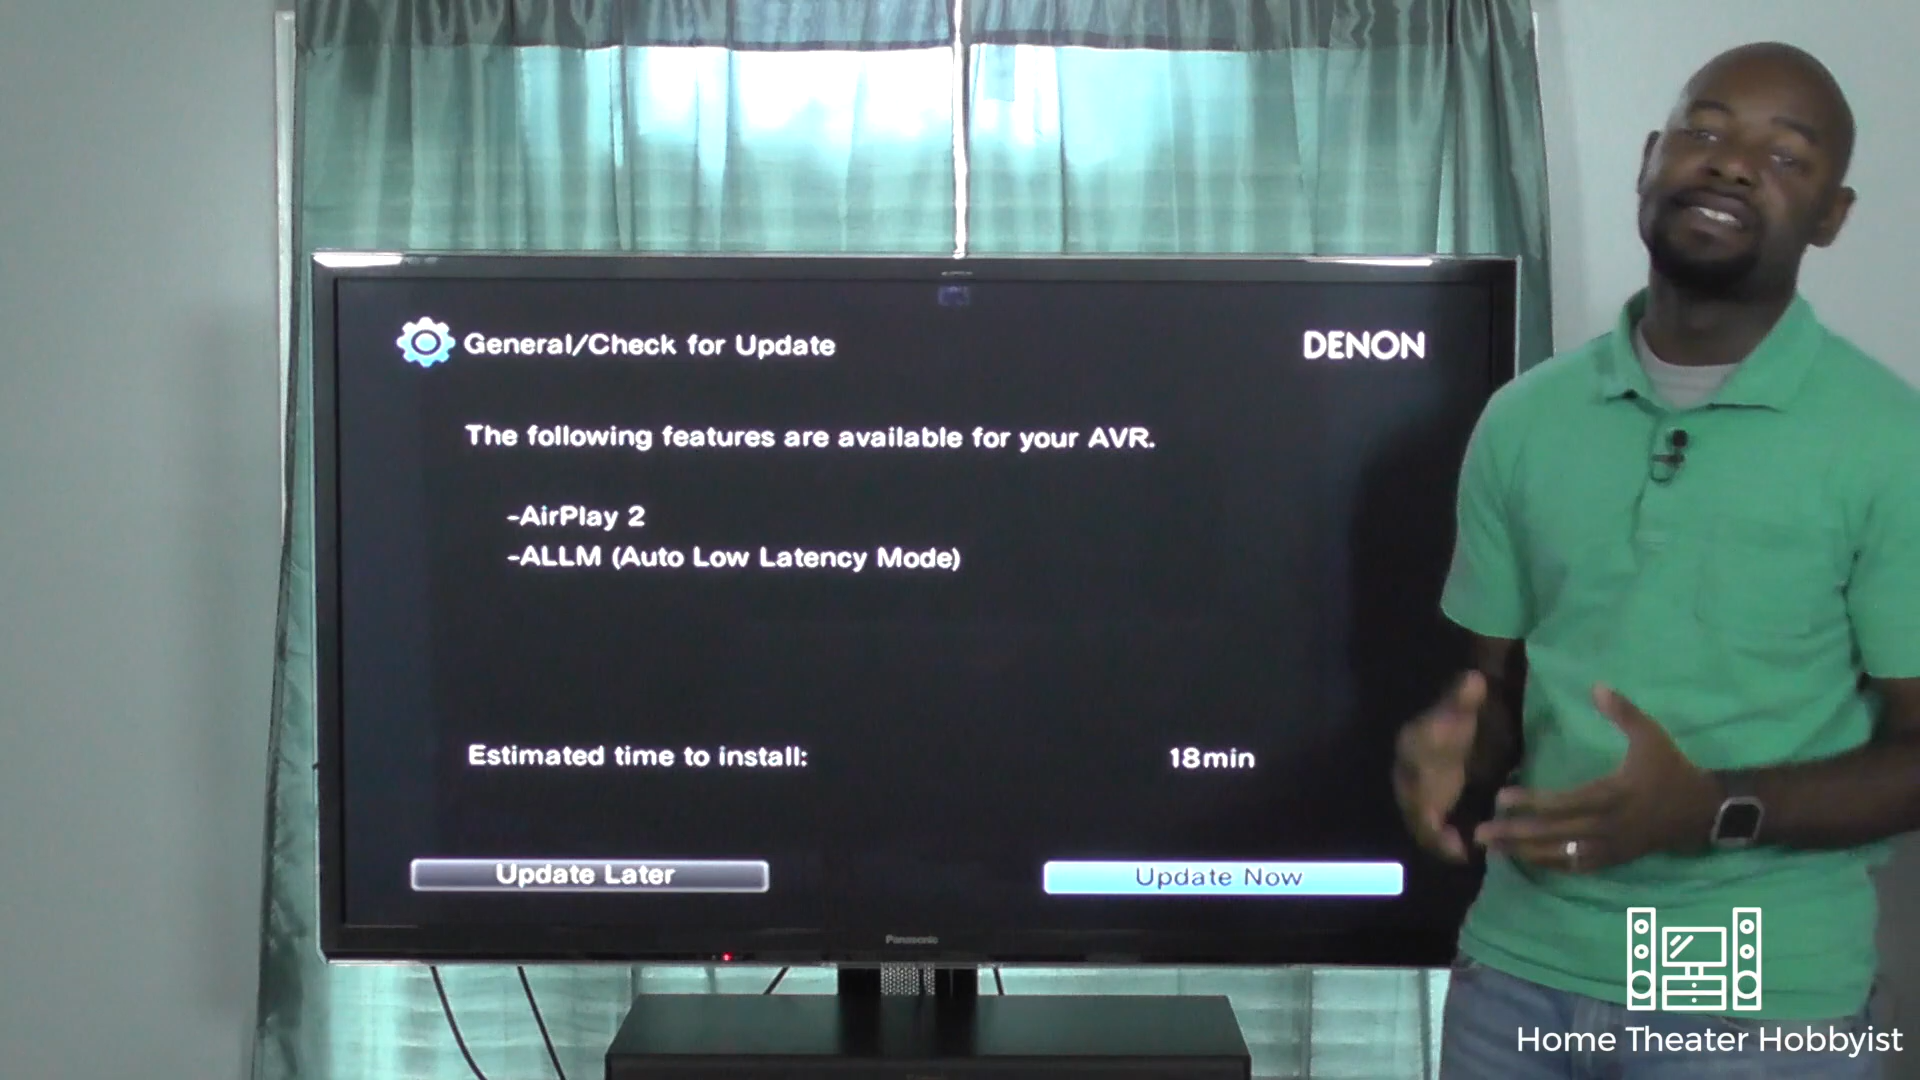 General/Check for Update
DENON
The following features are available for your AVR.
-AirPlay 2
-ALLM (Auto Low Latency Mode)
Estimated time to install: 18min
Update Later
Update Now
Panasonic
Home Theater Hobbyist